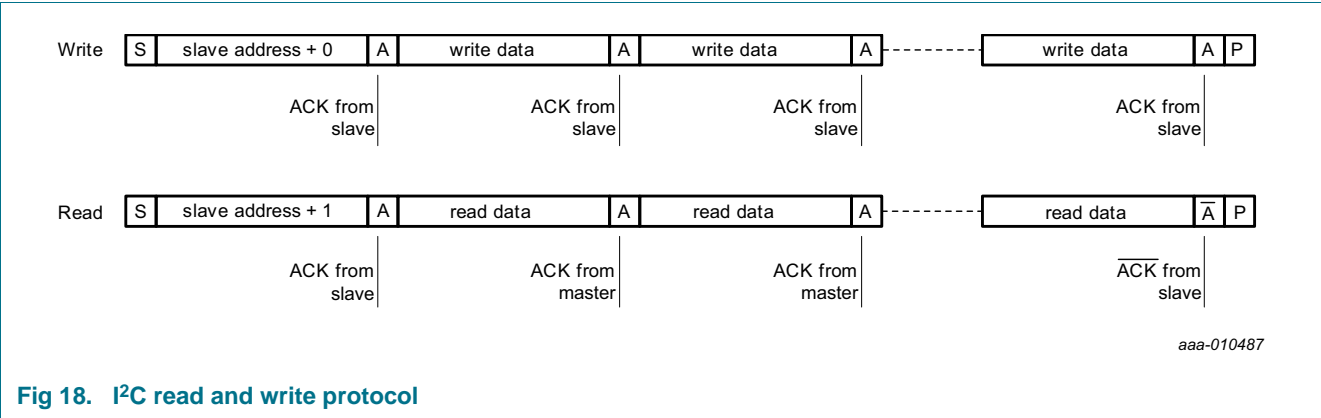 Write S slave address + 0 A write data A write data A write data A P
ACK from slave ACK from slave ACK from slave ACK from slave
Read S slave address + 1 A read data A read data A read data A̅ P
ACK from slave ACK from master ACK from master A̅C̅K̅ from slave
aaa-010487
Fig 18. I²C read and write protocol